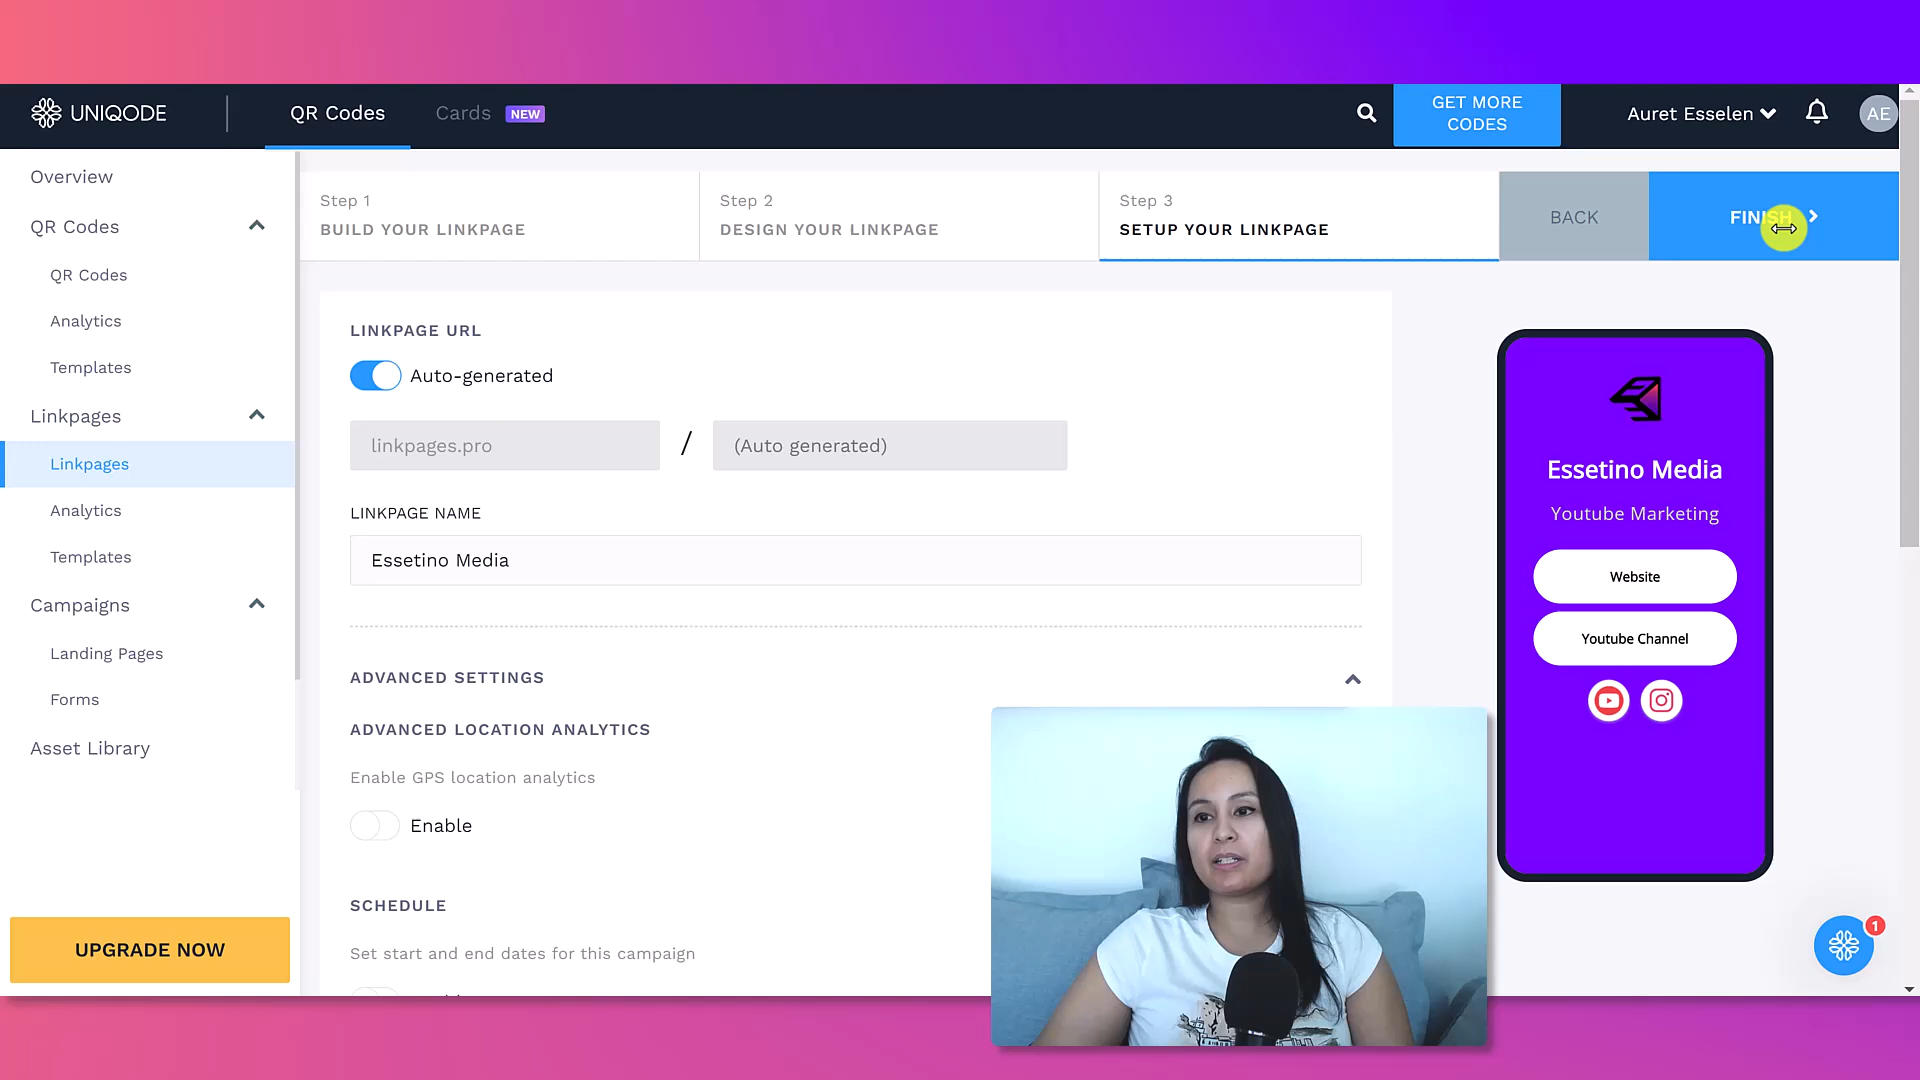 UNIQODE
QR Codes
Cards NEW
GET MORE
CODES
Auret Esselen
AE
Overview
QR Codes
QR Codes
Analytics
Templates
Linkpages
Linkpages
Analytics
Templates
Campaigns
Landing Pages
Forms
Asset Library
UPGRADE NOW
Step 1
BUILD YOUR LINKPAGE
Step 2
DESIGN YOUR LINKPAGE
Step 3
SETUP YOUR LINKPAGE
BACK
FINISH
LINKPAGE URL
Auto-generated
linkpages.pro / (Auto generated)
LINKPAGE NAME
Essetino Media
ADVANCED SETTINGS
ADVANCED LOCATION ANALYTICS
Enable GPS location analytics
Enable
SCHEDULE
Set start and end dates for this campaign
Essetino Media
Youtube Marketing
Website
Youtube Channel
1